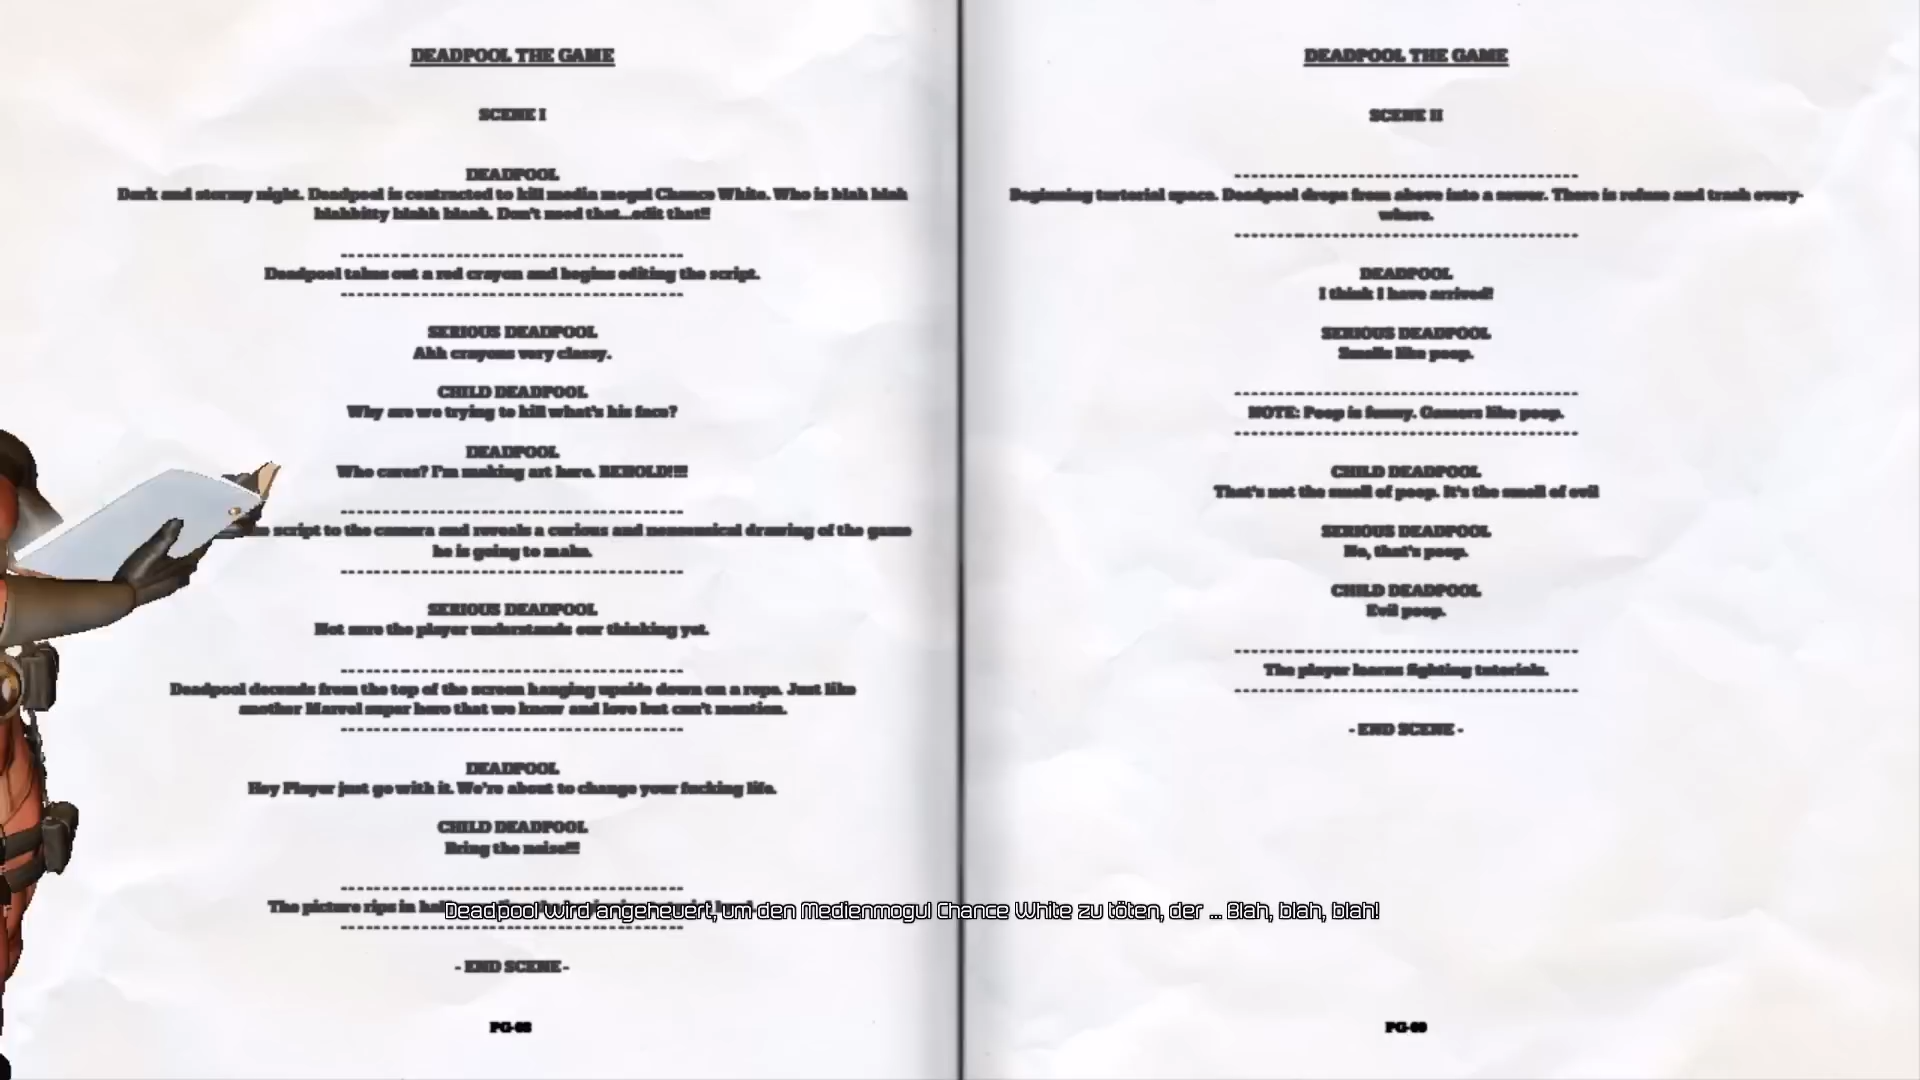 DEADPOOL THE GAME
SCENE I
DEADPOOL
Dark and stormy night. Deadpool is contracted to kill media mogul Chance White. Who is blah blah
blahbitty blahh blaah. Don't need that...edit that!!
Deadpool takes out a red crayon and begins editing the script.
SERIOUS DEADPOOL
Ahh crayons very classy.
CHILD DEADPOOL
Why are we trying to kill what's his face?
DEADPOOL
Who cares? I'm making art here. BEHOLD!!!!
script to the camera and reveals a curious and nonsensical drawing of the game
he is going to make.
SERIOUS DEADPOOL
Not sure the player understands our thinking yet.
Deadpool decends from the top of the screen hanging upside down on a rope. Just like
another Marvel super hero that we know and love but can't mention.
DEADPOOL
Hey Player just go with it. We're about to change your fucking life.
CHILD DEADPOOL
Bring the noise!!!
The picture rips in
- END SCENE -
PG-08
DEADPOOL THE GAME
SCENE II
Beginning turtorial space. Deadpool drops from above into a sewer. There is refuse and trash every-
where.
DEADPOOL
I think I have arrived!
SERIOUS DEADPOOL
Smells like poop.
NOTE: Poop is funny. Gamers like poop.
CHILD DEADPOOL
That's not the smell of poop. It's the smell of evil
SERIOUS DEADPOOL
No, that's poop.
CHILD DEADPOOL
Evil poop.
The player learns fighting tutorials.
- END SCENE -
PG-09
Deadpool wird angeheuert, um den Medienmogul Chance White zu töten, der ... Blah, blah, blah!